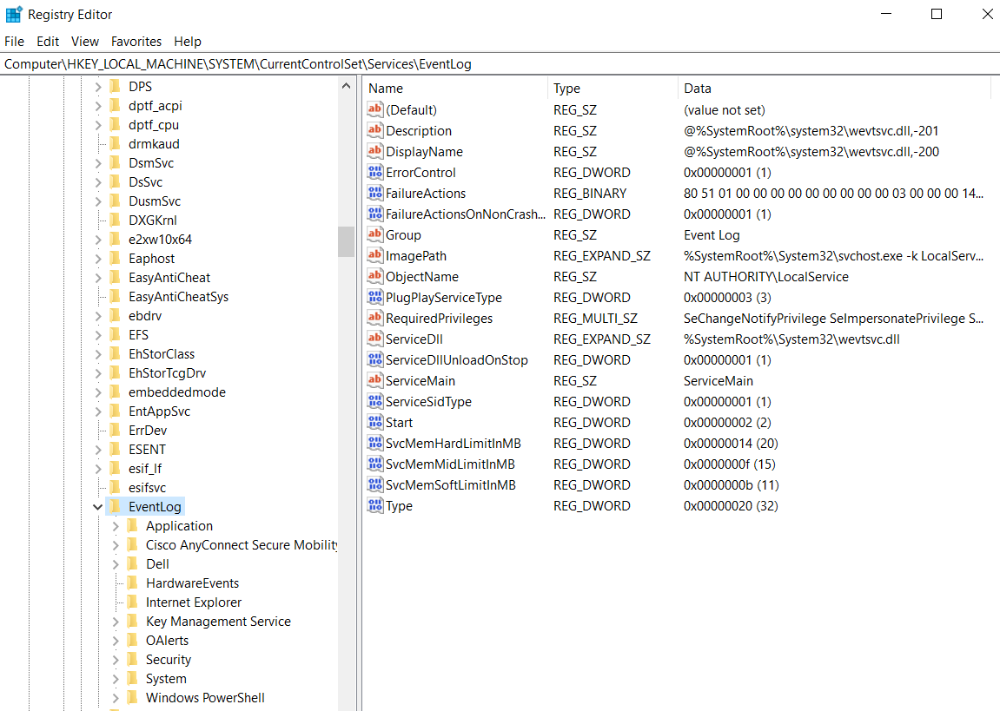 Registry Editor
File Edit View Favorites Help
Computer\HKEY_LOCAL_MACHINE\SYSTEM\CurrentControlSet\Services\EventLog
DPS
dptf_acpi
dptf_cpu
drmkaud
DsmSvc
DsSvc
DusmSvc
DXGKrnl
e2xw10x64
Eaphost
EasyAntiCheat
EasyAntiCheatSys
ebdrv
EFS
EhStorClass
EhStorTcgDrv
embeddedmode
EntAppSvc
ErrDev
ESENT
esif_lf
esifsvc
EventLog
Application
Cisco AnyConnect Secure Mobility
Dell
HardwareEvents
Internet Explorer
Key Management Service
OAlerts
Security
System
Windows PowerShell
Name Type Data
(Default) REG_SZ (value not set)
Description REG_SZ @%SystemRoot%\system32\wevtsvc.dll,-201
DisplayName REG_SZ @%SystemRoot%\system32\wevtsvc.dll,-200
ErrorControl REG_DWORD 0x00000001 (1)
FailureActions REG_BINARY 80 51 01 00 00 00 00 00 00 00 00 00 03 00 00 00 14...
FailureActionsOnNonCrash... REG_DWORD 0x00000001 (1)
Group REG_SZ Event Log
ImagePath REG_EXPAND_SZ %SystemRoot%\System32\svchost.exe -k LocalServ...
ObjectName REG_SZ NT AUTHORITY\LocalService
PlugPlayServiceType REG_DWORD 0x00000003 (3)
RequiredPrivileges REG_MULTI_SZ SeChangeNotifyPrivilege SeImpersonatePrivilege S...
ServiceDll REG_EXPAND_SZ %SystemRoot%\System32\wevtsvc.dll
ServiceDllUnloadOnStop REG_DWORD 0x00000001 (1)
ServiceMain REG_SZ ServiceMain
ServiceSidType REG_DWORD 0x00000001 (1)
Start REG_DWORD 0x00000002 (2)
SvcMemHardLimitInMB REG_DWORD 0x00000014 (20)
SvcMemMidLimitInMB REG_DWORD 0x0000000f (15)
SvcMemSoftLimitInMB REG_DWORD 0x0000000b (11)
Type REG_DWORD 0x00000020 (32)